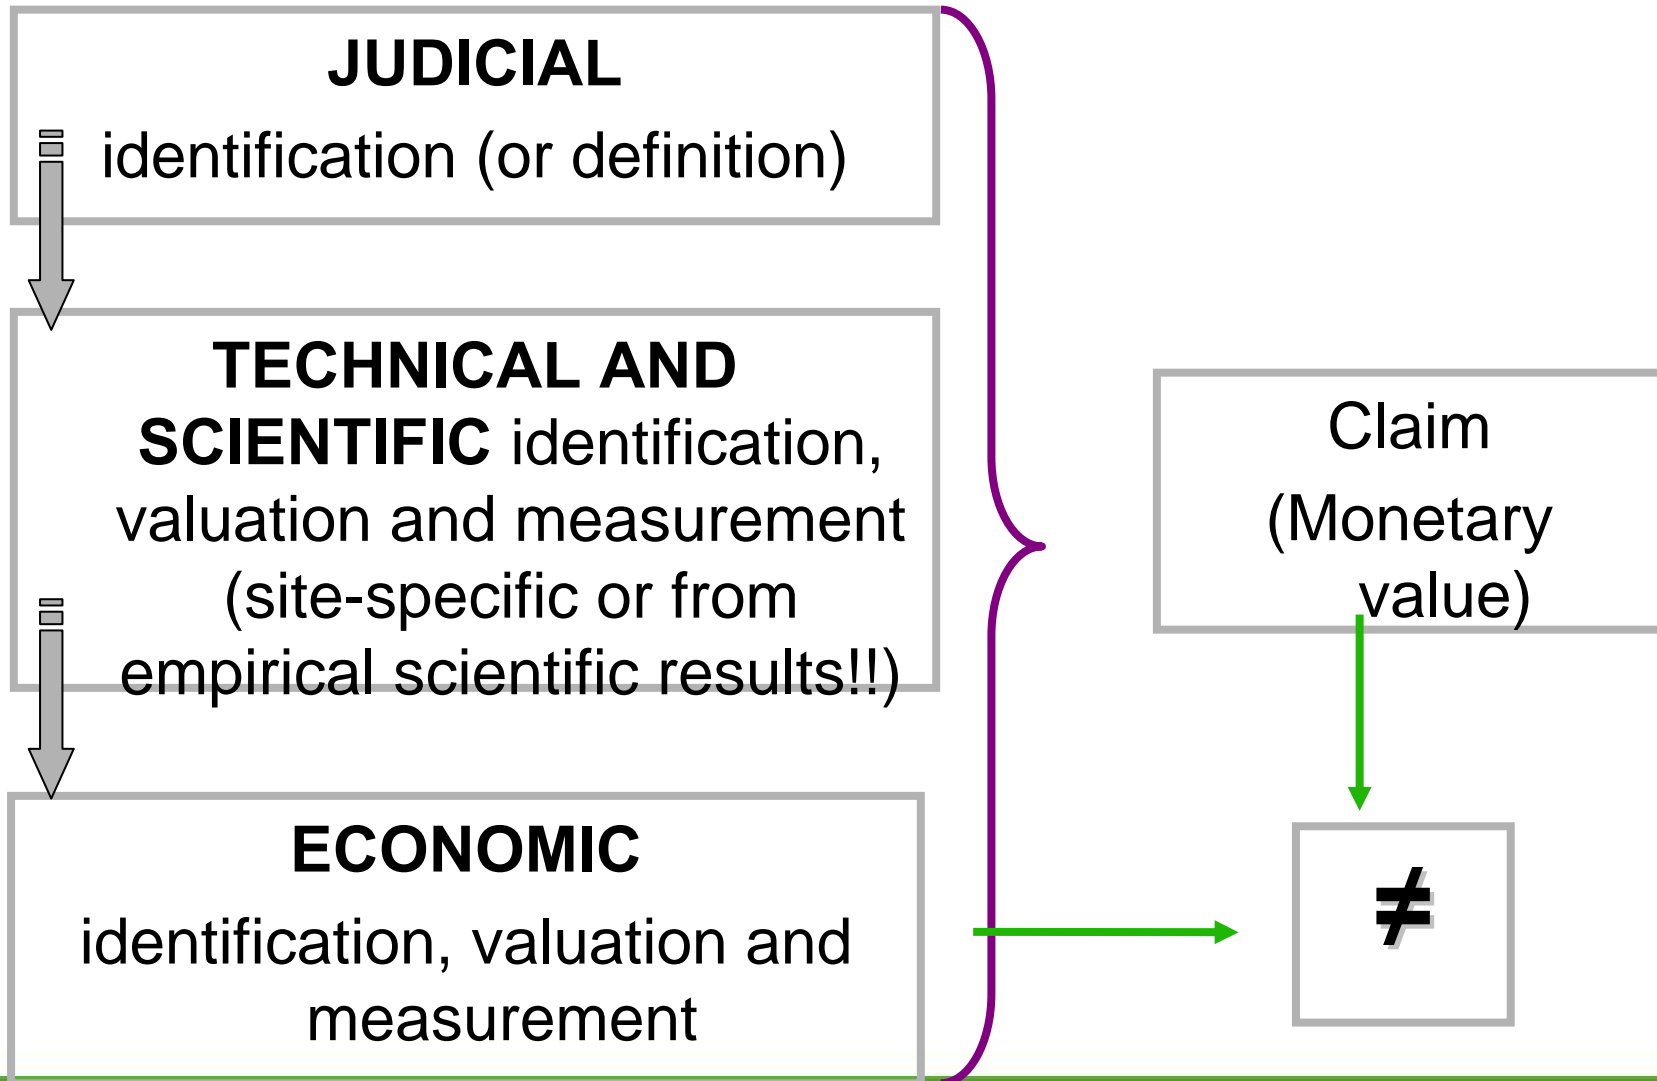 JUDICIAL
identification (or definition)
TECHNICAL AND
SCIENTIFIC identification,
valuation and measurement
(site-specific or from
empirical scientific results!!)
ECONOMIC
identification, valuation and
measurement
Claim
(Monetary
value)
≠